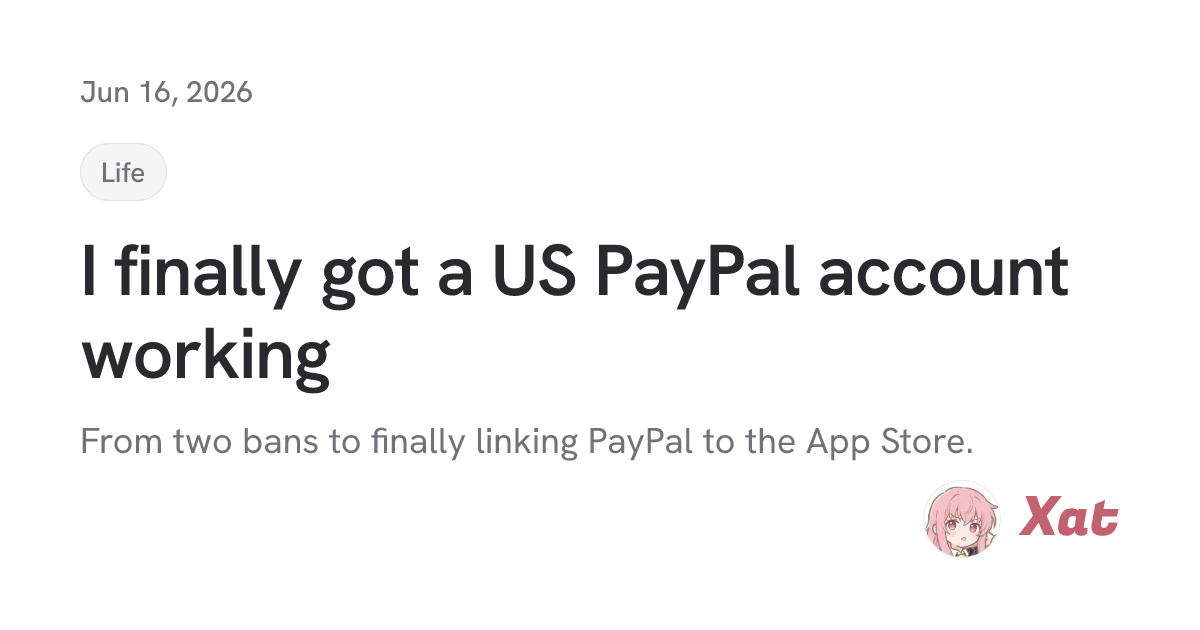 Jun 16, 2026
Life
I finally got a US PayPal account
working
From two bans to finally linking PayPal to the App Store.
Xat